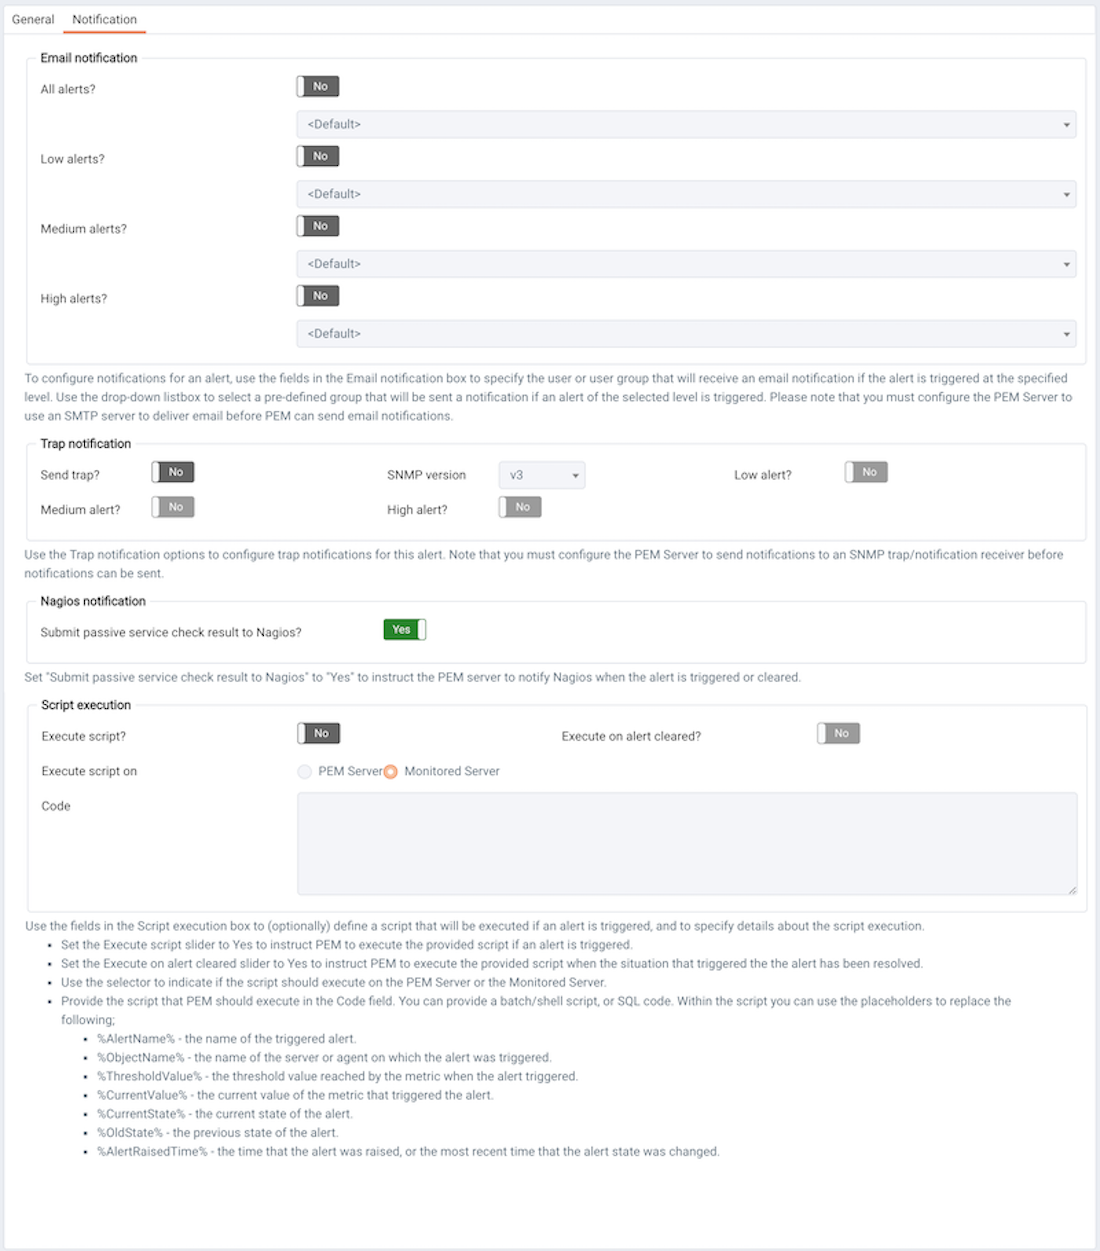 General Notification
Email notification
All alerts? No
<Default>
Low alerts? No
<Default>
Medium alerts? No
<Default>
High alerts? No
<Default>
To configure notifications for an alert, use the fields in the Email notification box to specify the user or user group that will receive an email notification if the alert is triggered at the specified
level. Use the drop-down listbox to select a pre-defined group that will be sent a notification if an alert of the selected level is triggered. Please note that you must configure the PEM Server to
use an SMTP server to deliver email before PEM can send email notifications.
Trap notification
Send trap? No SNMP version v3 Low alert? No
Medium alert? No High alert? No
Use the Trap notification options to configure trap notifications for this alert. Note that you must configure the PEM Server to send notifications to an SNMP trap/notification receiver before
notifications can be sent.
Nagios notification
Submit passive service check result to Nagios? Yes
Set "Submit passive service check result to Nagios" to "Yes" to instruct the PEM server to notify Nagios when the alert is triggered or cleared.
Script execution
Execute script? No Execute on alert cleared? No
Execute script on PEM Server Monitored Server
Code
Use the fields in the Script execution box to (optionally) define a script that will be executed if an alert is triggered, and to specify details about the script execution.
• Set the Execute script slider to Yes to instruct PEM to execute the provided script if an alert is triggered.
• Set the Execute on alert cleared slider to Yes to instruct PEM to execute the provided script when the situation that triggered the the alert has been resolved.
• Use the selector to indicate if the script should execute on the PEM Server or the Monitored Server.
• Provide the script that PEM should execute in the Code field. You can provide a batch/shell script, or SQL code. Within the script you can use the placeholders to replace the
following;
• %AlertName% - the name of the triggered alert.
• %ObjectName% - the name of the server or agent on which the alert was triggered.
• %ThresholdValue% - the threshold value reached by the metric when the alert triggered.
• %CurrentValue% - the current value of the metric that triggered the alert.
• %CurrentState% - the current state of the alert.
• %OldState% - the previous state of the alert.
• %AlertRaisedTime% - the time that the alert was raised, or the most recent time that the alert state was changed.